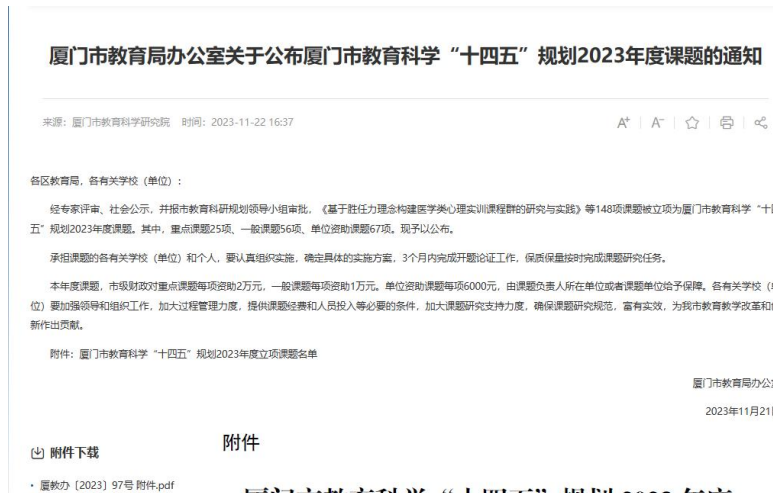 厦门市教育局办公室关于公布厦门市教育科学“十四五”规划2023年度课题的通知
来源：厦门市教育科学研究院 时间：2023-11-22 16:37
A+ A-
各区教育局，各有关学校（单位）：
经专家评审、社会公示，并报市教育科研规划领导小组审批，《基于胜任力理念构建医学类心理实训课程群的研究与实践》等148项课题被立项为厦门市教育科学“十
五”规划2023年度课题。其中，重点课题25项、一般课题56项、单位资助课题67项。现予以公布。
承担课题的各有关学校（单位）和个人，要认真组织实施，确定具体的实施方案，3个月内完成开题论证工作，保质保量按时完成课题研究任务。
本年度课题，市级财政对重点课题每项资助2万元，一般课题每项资助1万元。单位资助课题每项6000元，由课题负责人所在单位或者课题单位给予保障。各有关学校（
位）要加强领导和组织工作，加大过程管理力度，提供课题经费和人员投入等必要的条件，加大课题研究支持力度，确保课题研究规范，富有实效，为我市教育教学改革和
新作出贡献。
附件：厦门市教育科学“十四五”规划2023年度立项课题名单
厦门市教育局办公
2023年11月21
附件下载
附件
厦教办〔2023〕97号 附件.pdf
厦门市教育科学“十四五”规划 2023 年度